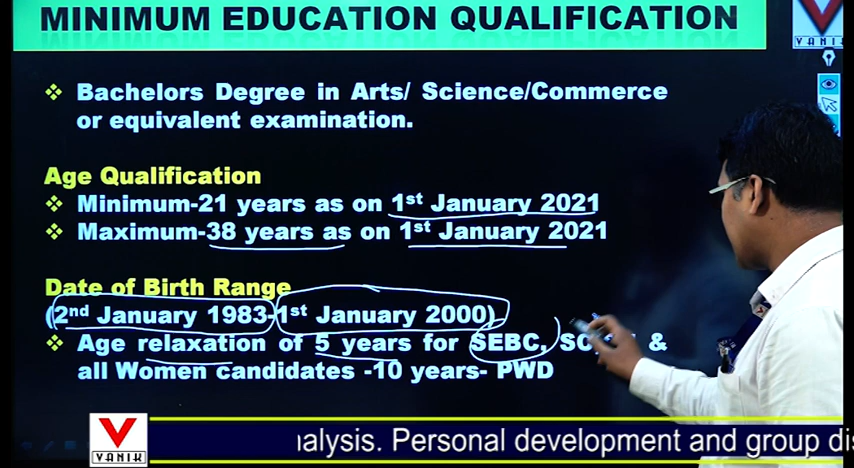 MINIMUM EDUCATION QUALIFICATION
VANIK
Bachelors Degree in Arts/ Science/Commerce
or equivalent examination.
Age Qualification
Minimum-21 years as on 1st January 2021
Maximum-38 years as on 1st January 2021
Date of Birth Range
(2nd January 1983-1st January 2000)
Age relaxation of 5 years for SEBC, &
all Women candidates -10 years- PWD
VANIK
alysis. Personal development and group di